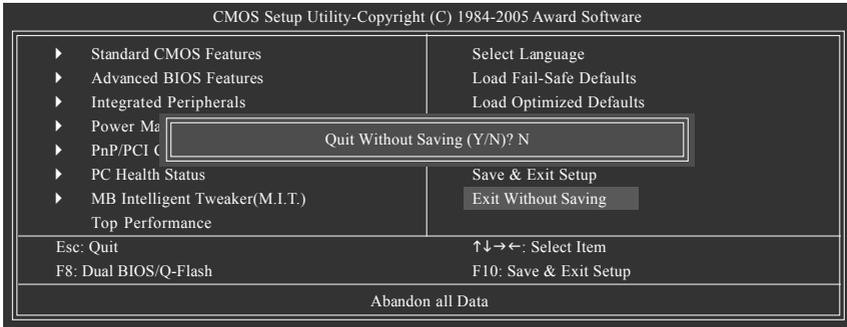 CMOS Setup Utility-Copyright (C) 1984-2005 Award Software
Standard CMOS Features
Advanced BIOS Features
Integrated Peripherals
Power Ma
PnP/PCI
PC Health Status
MB Intelligent Tweaker(M.I.T.)
Top Performance
Select Language
Load Fail-Safe Defaults
Load Optimized Defaults
Quit Without Saving (Y/N)? N
Save & Exit Setup
Exit Without Saving
Esc: Quit
↑↓→←: Select Item
F8: Dual BIOS/Q-Flash
F10: Save & Exit Setup
Abandon all Data